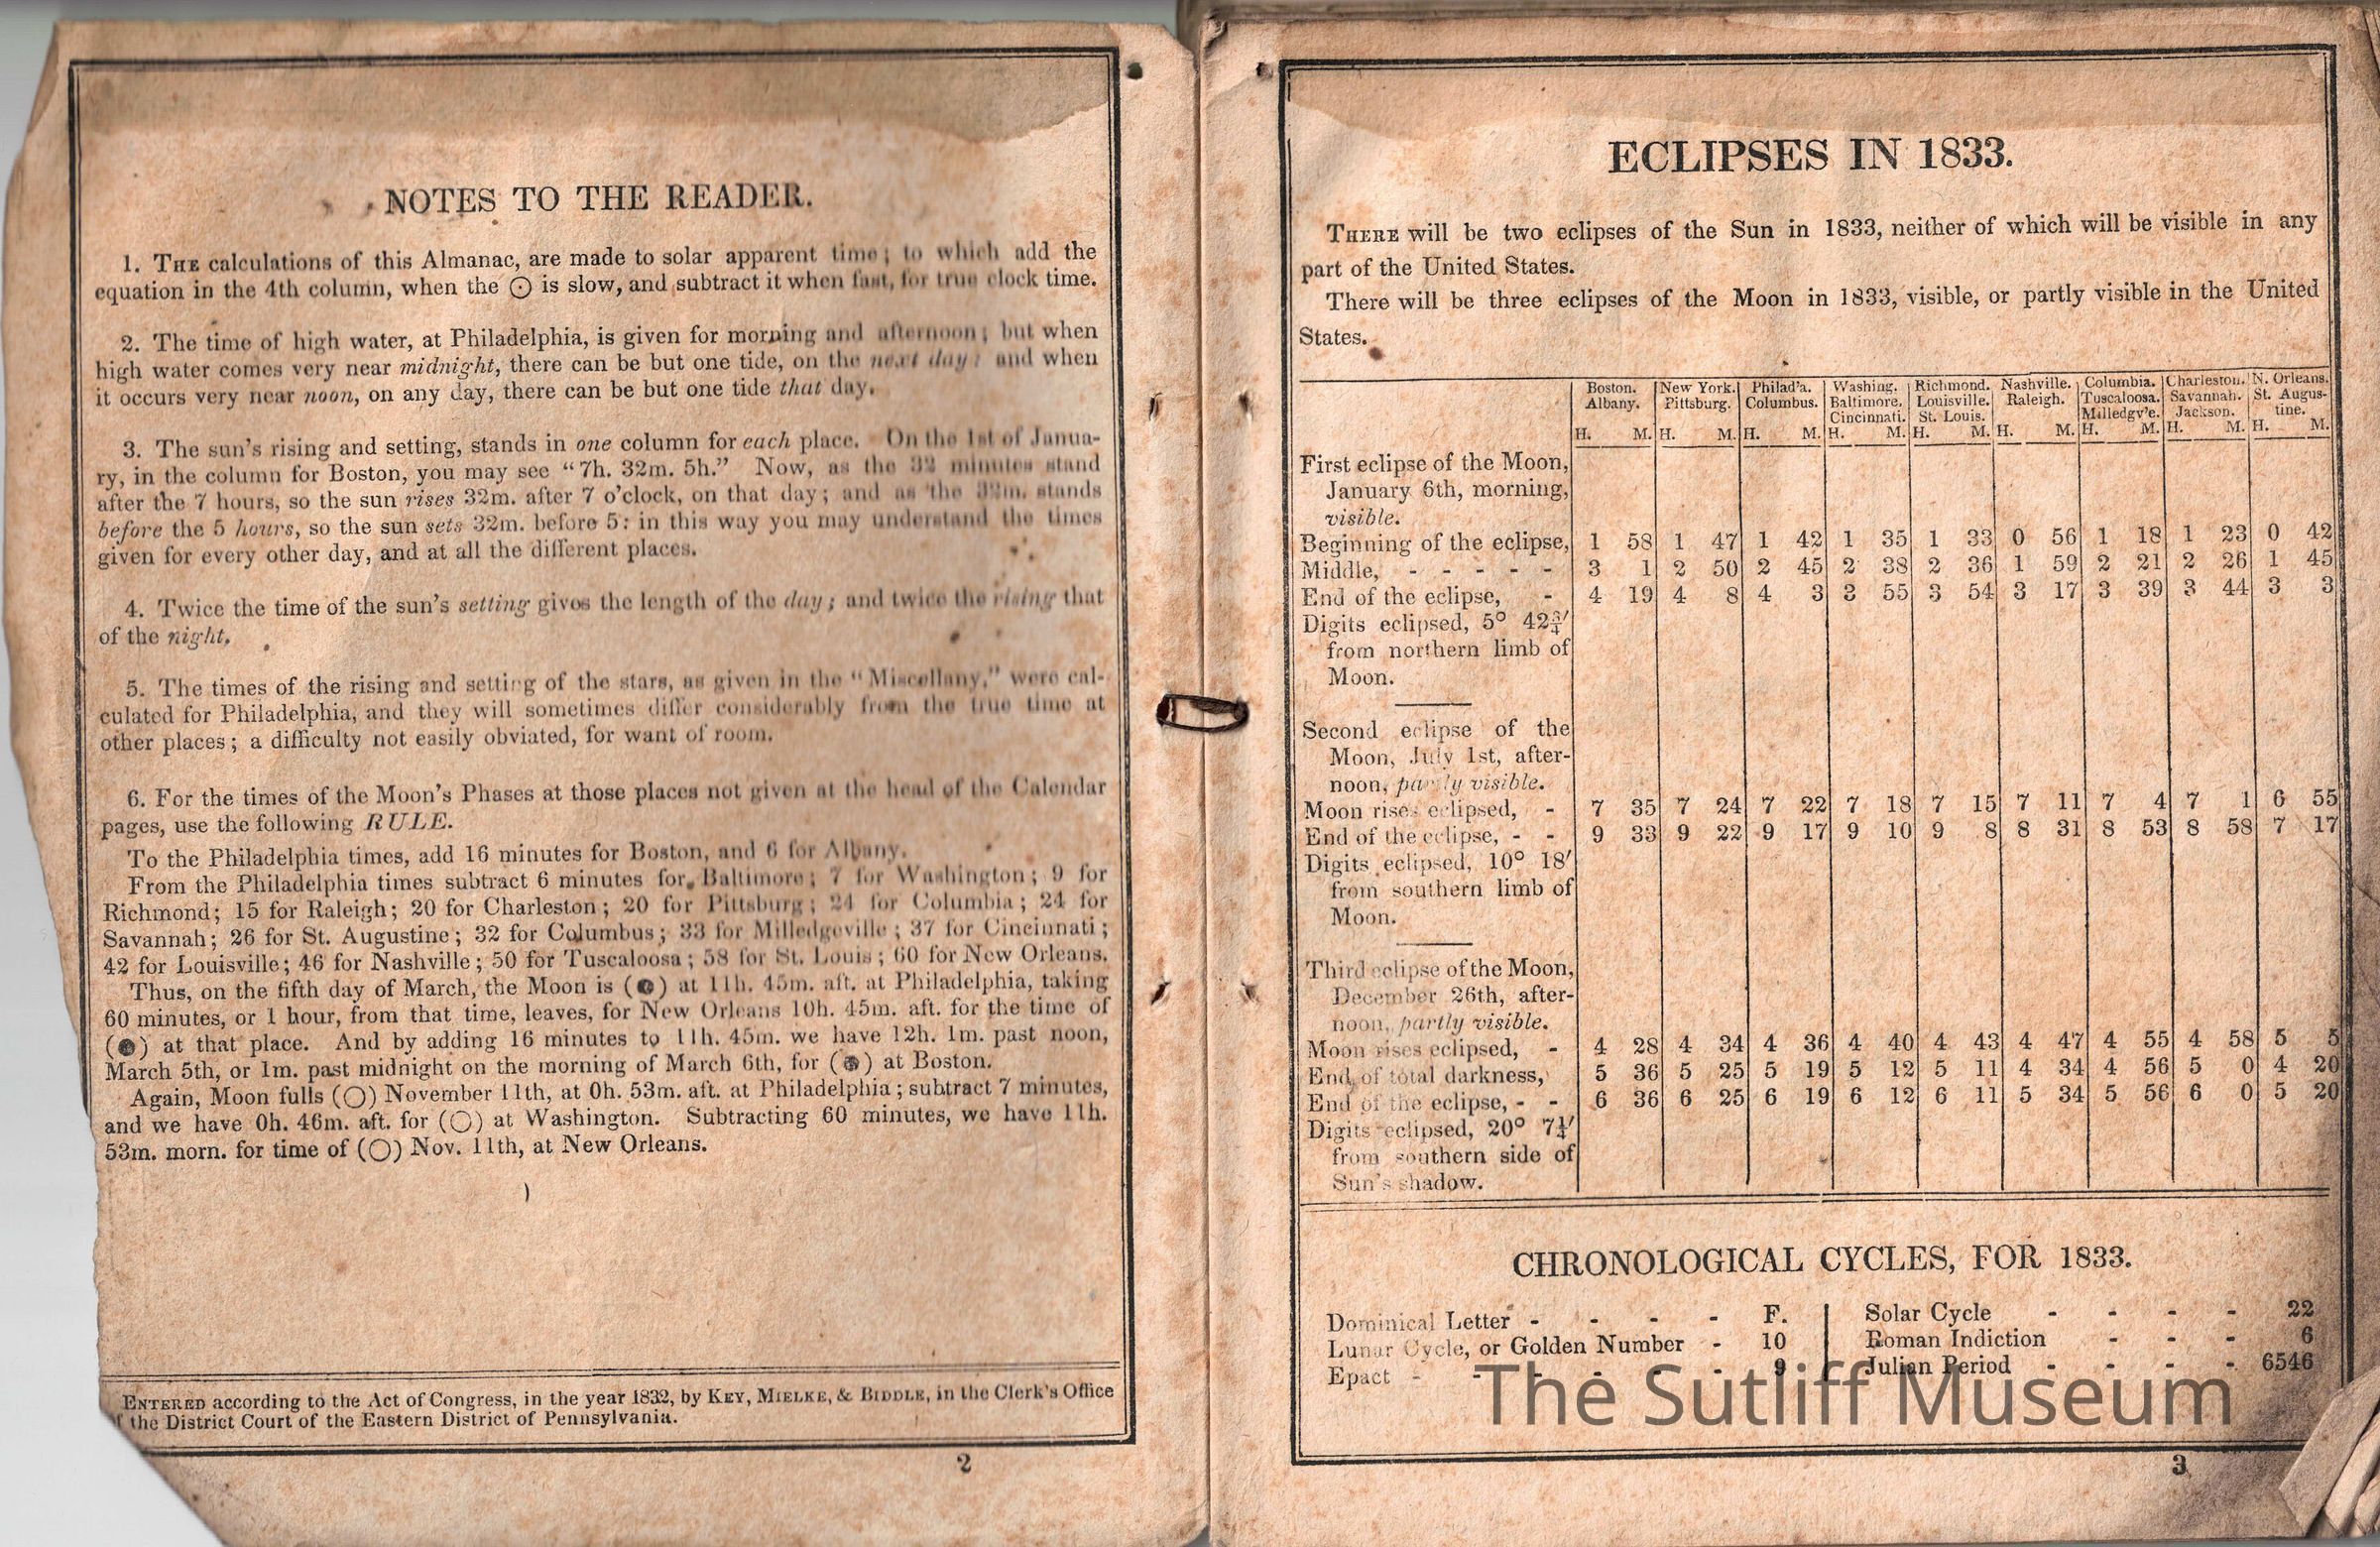 NOTES TO THE READER.
1. THE calculations of this Almanac, are made to solar apparent time; to which add the
equation in the 4th column, when the ☉ is slow, and subtract it when fast, for true clock time.
2. The time of high water, at Philadelphia, is given for morning and afternoon; but when
high water comes very near midnight, there can be but one tide, on the next day: and when
it occurs very near noon, on any day, there can be but one tide that day.
3. The sun's rising and setting, stands in one column for each place. On the 1st of Janua-
ry, in the column for Boston, you may see "7h. 32m. 5h." Now, as the 32 minutes stand
after the 7 hours, so the sun rises 32m. after 7 o'clock, on that day; and as the 32m. stands
before the 5 hours, so the sun sets 32m. before 5: in this way you may understand the times
given for every other day, and at all the different places.
4. Twice the time of the sun's setting gives the length of the day; and twice the rising that
of the night.
5. The times of the rising and setting of the stars, as given in the "Miscellany," were cal-
culated for Philadelphia, and they will sometimes differ considerably from the true time at
other places; a difficulty not easily obviated, for want of room.
6. For the times of the Moon's Phases at those places not given at the head of the Calendar
pages, use the following RULE.
To the Philadelphia times, add 16 minutes for Boston, and 6 for Albany.
From the Philadelphia times subtract 6 minutes for Baltimore; 7 for Washington; 9 for
Richmond; 15 for Raleigh; 20 for Charleston; 20 for Pittsburg; 24 for Columbia; 24 for
Savannah; 26 for St. Augustine; 32 for Columbus; 33 for Milledgeville; 37 for Cincinnati;
42 for Louisville; 46 for Nashville; 50 for Tuscaloosa; 58 for St. Louis; 60 for New Orleans.
Thus, on the fifth day of March, the Moon is (●) at 11h. 45m. aft. at Philadelphia, taking
60 minutes, or 1 hour, from that time, leaves, for New Orleans 10h. 45m. aft. for the time of
(●) at that place. And by adding 16 minutes to 11h. 45m. we have 12h. 1m. past noon,
March 5th, or 1m. past midnight on the morning of March 6th, for (●) at Boston.
Again, Moon fulls (○) November 11th, at 0h. 53m. aft. at Philadelphia; subtract 7 minutes,
and we have 0h. 46m. aft. for (○) at Washington. Subtracting 60 minutes, we have 11h.
53m. morn. for time of (○) Nov. 11th, at New Orleans.
ENTERED according to the Act of Congress, in the year 1832, by KEY, MIELKE, & BIDDLE, in the Clerk's Office
of the District Court of the Eastern District of Pennsylvania.
2
ECLIPSES IN 1833.
THERE will be two eclipses of the Sun in 1833, neither of which will be visible in any
part of the United States.
There will be three eclipses of the Moon in 1833, visible, or partly visible in the United
States.
Boston. New York. Philad'a. Washing. Richmond. Nashville. Columbia. Charleston. N. Orleans.
Albany. Pittsburg. Columbus. Baltimore. Louisville. Raleigh. Tuscaloosa. Savannah. St. Augus-
Cincinnati. St. Louis. Milledgv'e. Jackson. tine.
H. M. H. M. H. M. H. M. H. M. H. M. H. M. H. M. H. M.
First eclipse of the Moon,
January 6th, morning,
visible.
Beginning of the eclipse, 1 58 1 47 1 42 1 35 1 33 0 56 1 18 1 23 0 42
Middle, - - - - - 3 1 2 50 2 45 2 38 2 36 1 59 2 21 2 26 1 45
End of the eclipse, - 4 19 4 8 4 3 3 55 3 54 3 17 3 39 3 44 3 3
Digits eclipsed, 5° 42¾′
from northern limb of
Moon.
Second eclipse of the
Moon, July 1st, after-
noon, partly visible.
Moon rises eclipsed, - 7 35 7 24 7 22 7 18 7 15 7 11 7 4 7 1 6 55
End of the eclipse, - - 9 33 9 22 9 17 9 10 9 8 8 31 8 53 8 58 7 17
Digits eclipsed, 10° 18′
from southern limb of
Moon.
Third eclipse of the Moon,
December 26th, after-
noon, partly visible.
Moon rises eclipsed, - 4 28 4 34 4 36 4 40 4 43 4 47 4 55 4 58 5 5
End of total darkness, 5 36 5 25 5 19 5 12 5 11 4 34 4 56 5 0 4 20
End of the eclipse, - - 6 36 6 25 6 19 6 12 6 11 5 34 5 56 6 0 5 20
Digits eclipsed, 20° 7¼′
from southern side of
Sun's shadow.
CHRONOLOGICAL CYCLES, FOR 1833.
Dominical Letter - - - - F. Solar Cycle - - - - 22
Lunar Cycle, or Golden Number - 10 Roman Indiction - - - 6
Epact - - - - - - 9 Julian Period - - - - 6546
The Sutliff Museum
3